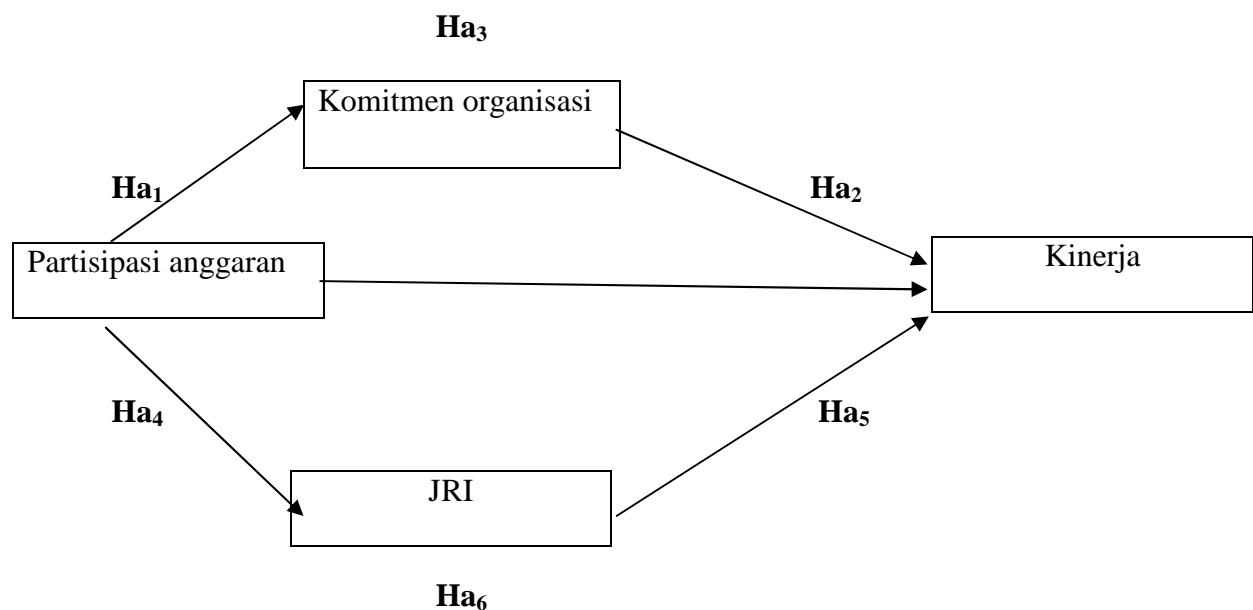 Ha₃
Komitmen organisasi
Ha₁
Ha₂
Partisipasi anggaran
Kinerja
Ha₄
Ha₅
JRI
Ha₆